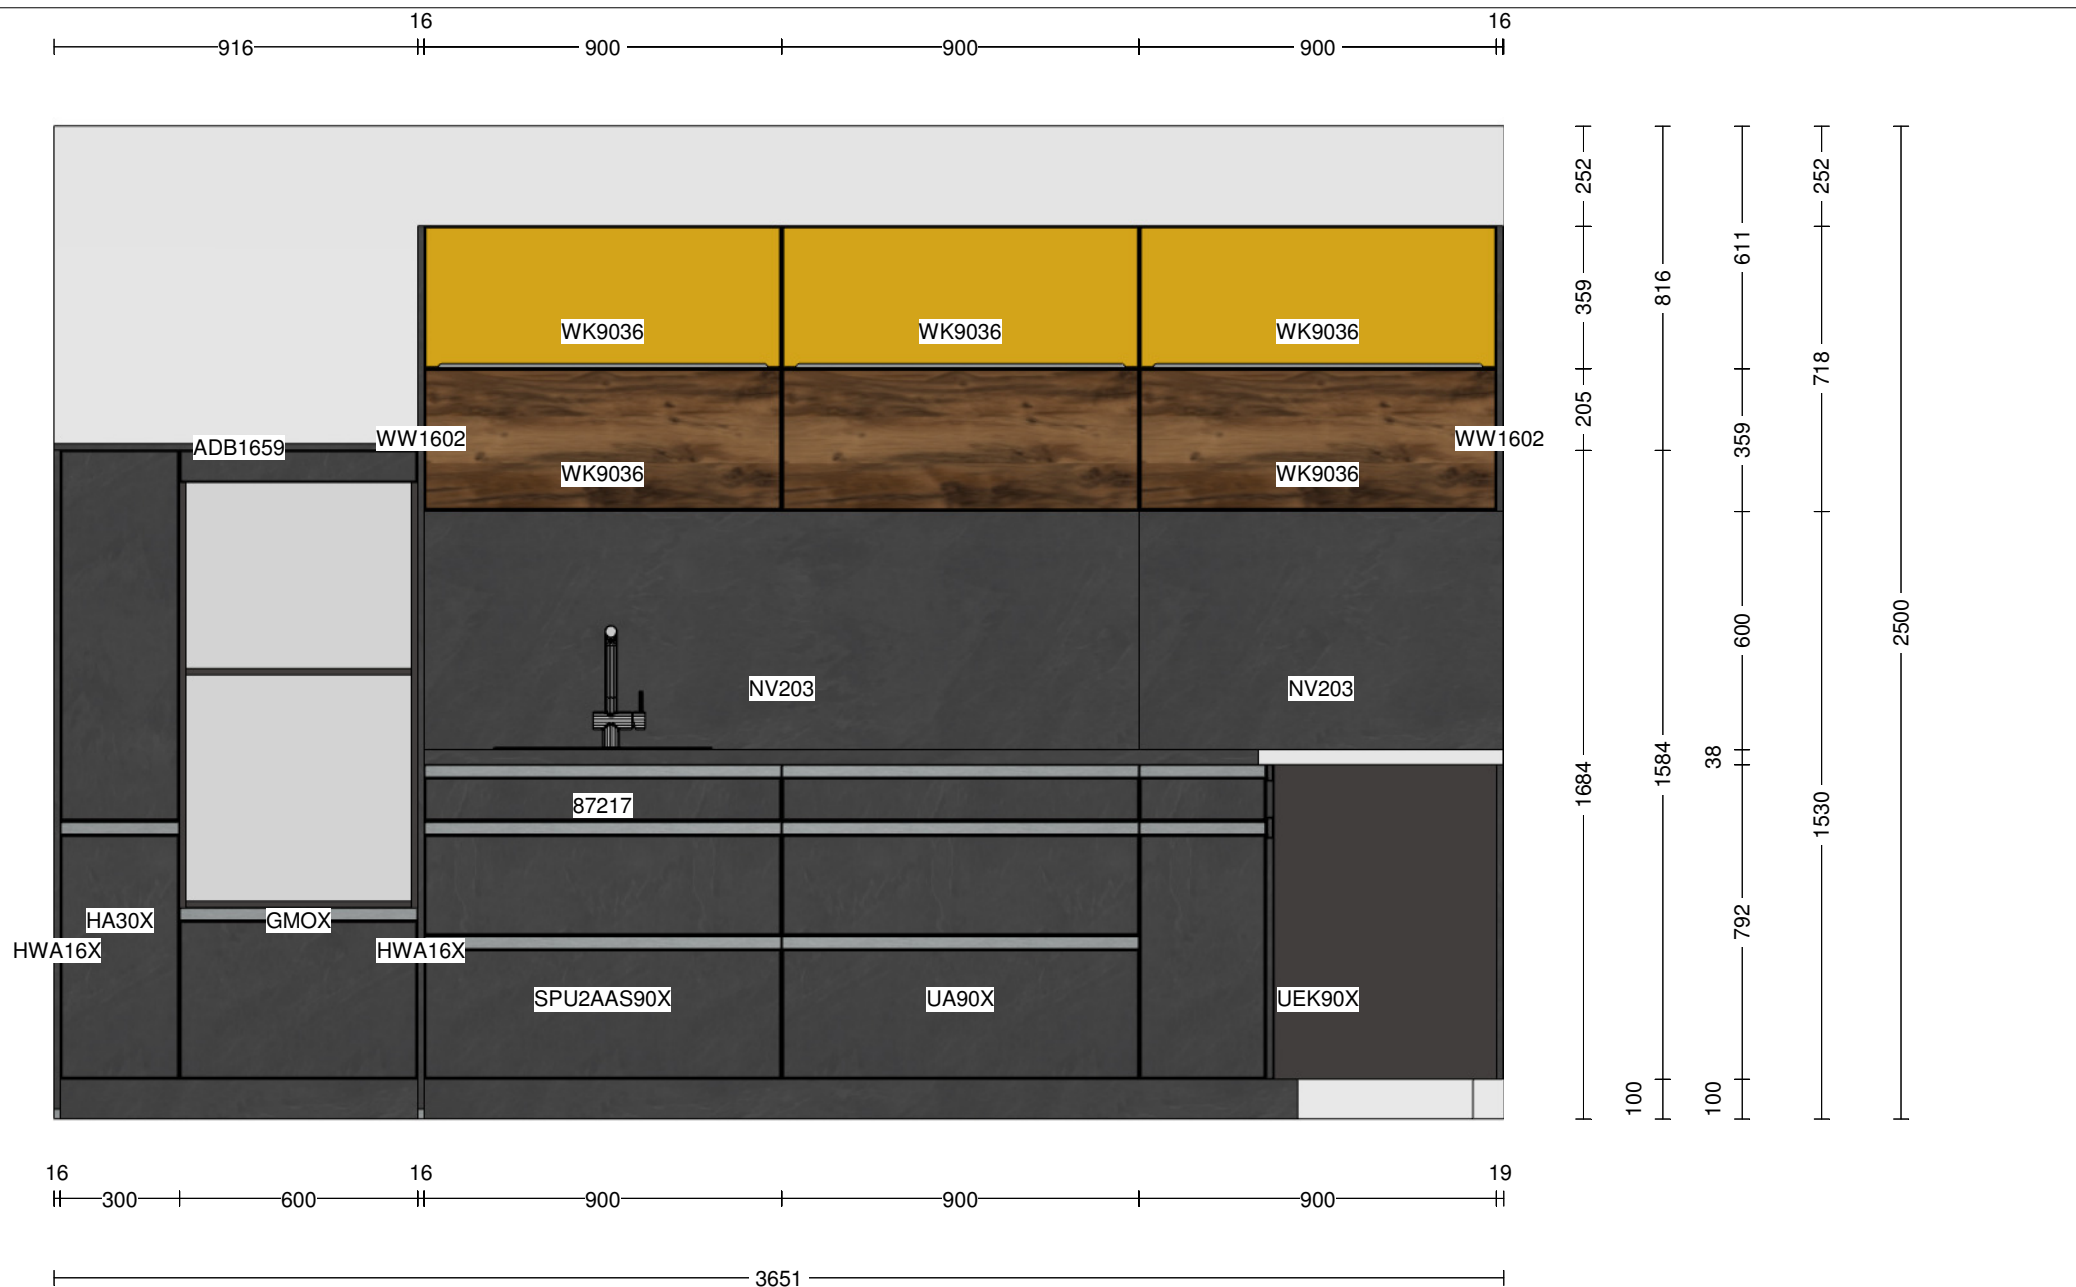 16 16
916 900 900 900
WK9036 WK9036 WK9036
ADB1659 WW1602 WW1602
WK9036 WK9036
NV203 NV203
87217
HA30X GMOX
HWA16X HWA16X
SPU2AAS90X UA90X UEK90X
252 359 205 1684
816 1584 100
611 359 600 38 792 100
252 718 1530
2500
16 16 19
300 600 900 900 900
3651